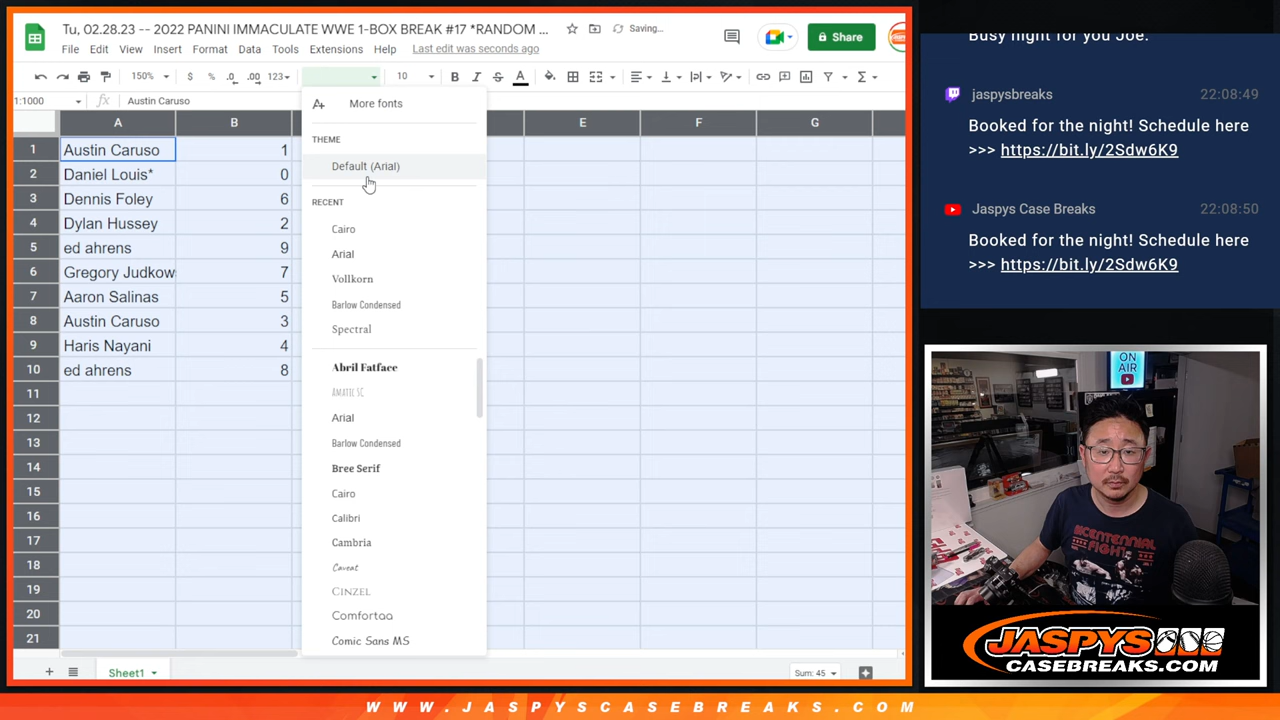 Tu, 02.28.23 -- 2022 PANINI IMMACULATE WWE 1-BOX BREAK #17 *RANDOM ...
Saving...
Share
File Edit View Insert Format Data Tools Extensions Help Last edit was seconds ago
150% $ % .0 .00 123 10 B I S A
1:1000 fx Austin Caruso
A B E F G
1 Austin Caruso 1
2 Daniel Louis* 0
3 Dennis Foley 6
4 Dylan Hussey 2
5 ed ahrens 9
6 Gregory Judkow 7
7 Aaron Salinas 5
8 Austin Caruso 3
9 Haris Nayani 4
10 ed ahrens 8
11
12
13
14
15
16
17
18
19
20
21
More fonts
THEME
Default (Arial)
RECENT
Cairo
Arial
Vollkorn
Barlow Condensed
Spectral
Abril Fatface
AMATIC SC
Arial
Barlow Condensed
Bree Serif
Cairo
Calibri
Cambria
Caveat
CINZEL
Comfortaa
Comic Sans MS
Sheet1
Sum: 45
Busy night for you Joe.
jaspysbreaks 22:08:49
Booked for the night! Schedule here
>>> https://bit.ly/2Sdw6K9
Jaspys Case Breaks 22:08:50
Booked for the night! Schedule here
>>> https://bit.ly/2Sdw6K9
ON
AIR
BICENTENNIAL
FIGHT
JASPYS
CASEBREAKS.COM
WWW.JASPYSCASEBREAKS.COM